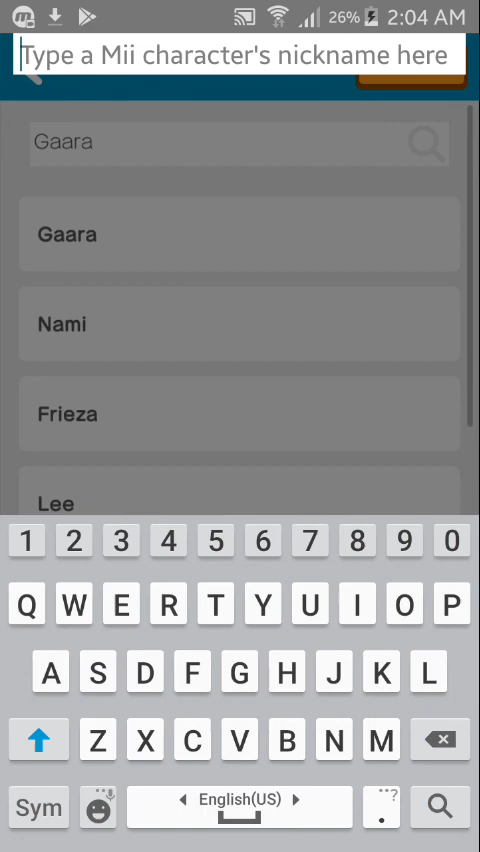 26% 2:04 AM
Type a Mii character's nickname here
Gaara
Gaara
Nami
Frieza
Lee
1 2 3 4 5 6 7 8 9 0
Q W E R T Y U I O P
A S D F G H J K L
Z X C V B N M
Sym English(US) . ?